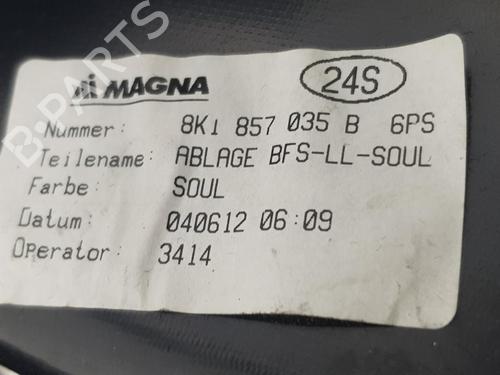 MAGNA
24S
Nummer: 8K1 857 035 B 6PS
Teilename: ABLAGE BFS-LL-SOUL
Farbe: SOUL
Datum: 040612 06:09
Operator: 3414
B-PARTS